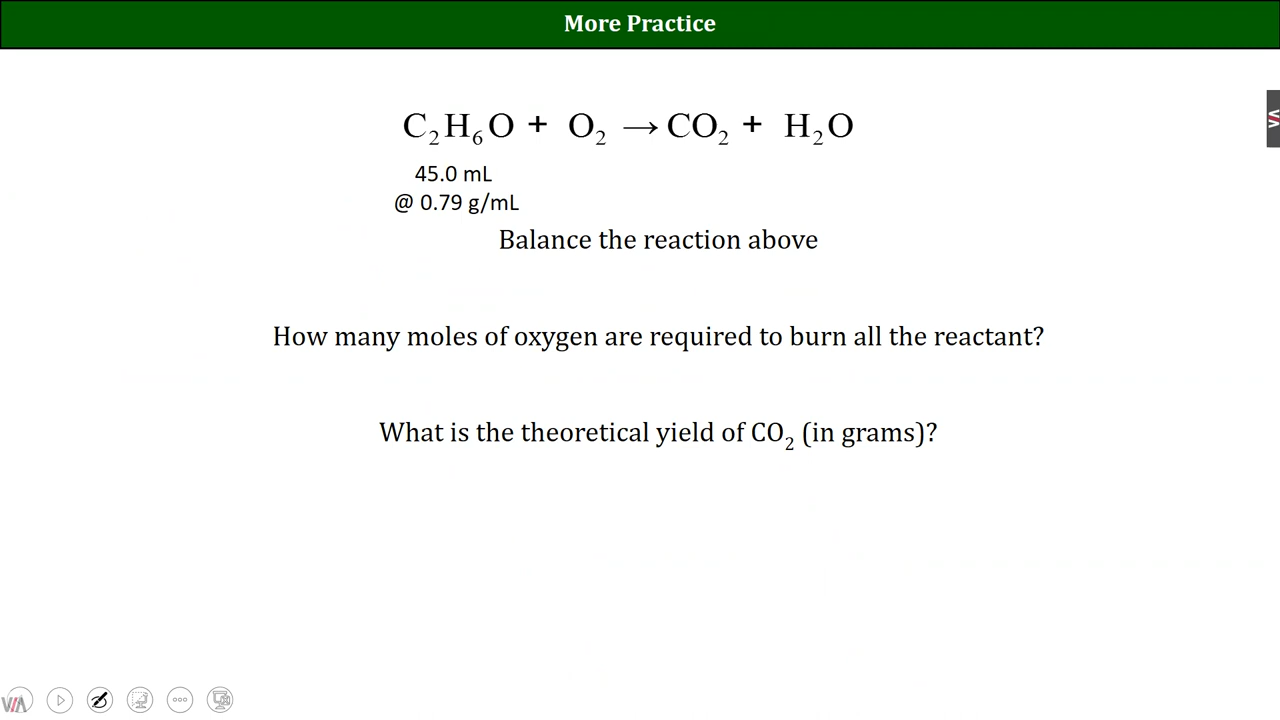 More Practice
C₂H₆O + O₂ → CO₂ + H₂O
45.0 mL
@ 0.79 g/mL
Balance the reaction above
How many moles of oxygen are required to burn all the reactant?
What is the theoretical yield of CO₂ (in grams)?